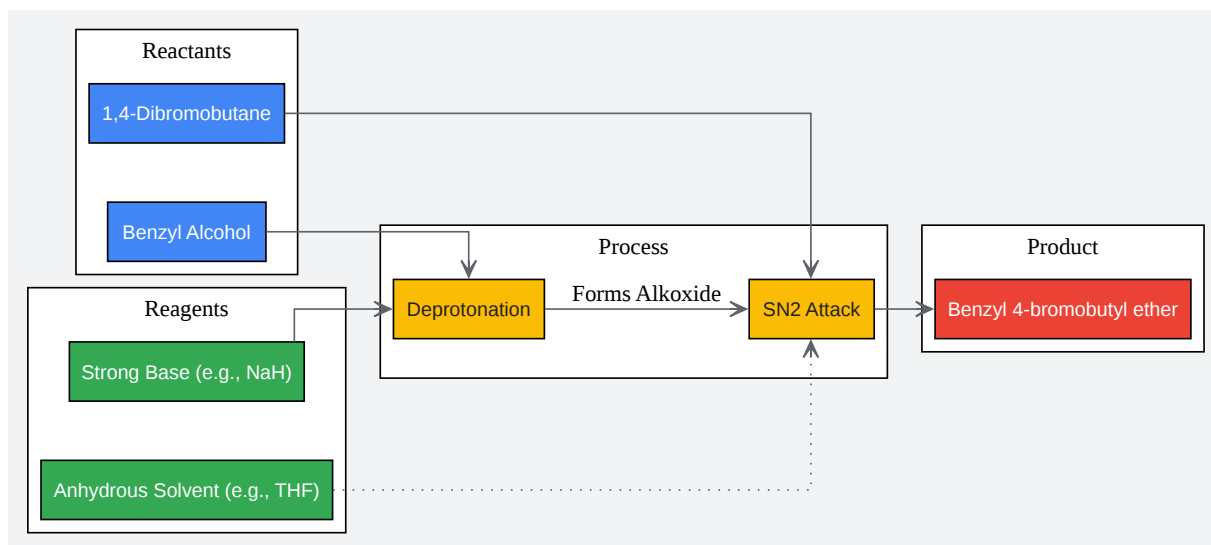 Reactants
1,4-Dibromobutane
Benzyl Alcohol
Reagents
Strong Base (e.g., NaH)
Anhydrous Solvent (e.g., THF)
Process
Deprotonation
Forms Alkoxide
SN2 Attack
Product
Benzyl 4-bromobutyl ether